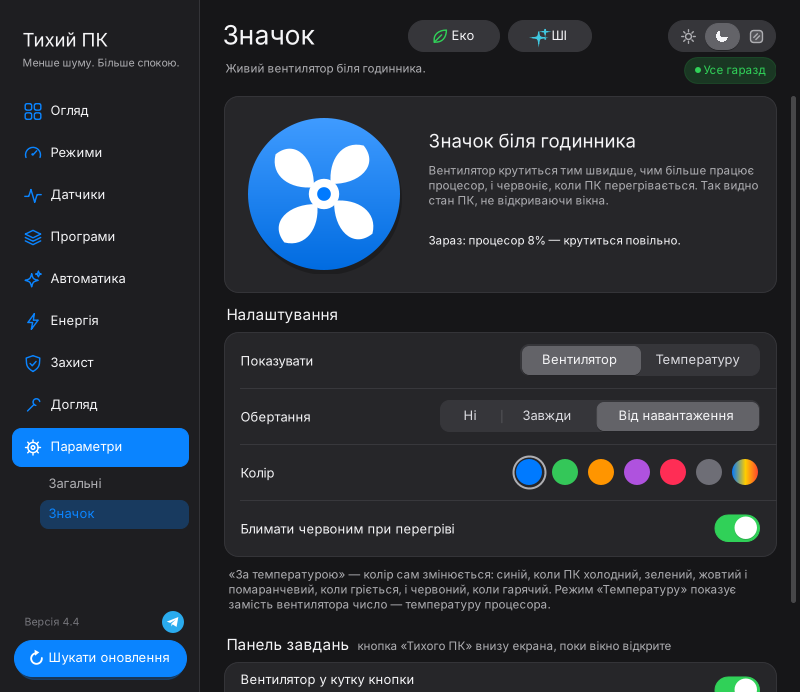 Тихий ПК
Менше шуму. Більше спокою.
Огляд
Режими
Датчики
Програми
Автоматика
Енергія
Захист
Догляд
Параметри
Загальні
Значок
Версія 4.4
Шукати оновлення
Значок
Еко
ШІ
Живий вентилятор біля годинника.
Усе гаразд
Значок біля годинника
Вентилятор крутиться тим швидше, чим більше працює
процесор, і червоніє, коли ПК перегрівається. Так видно
стан ПК, не відкриваючи вікна.
Зараз: процесор 8% — крутиться повільно.
Налаштування
Показувати
Вентилятор
Температуру
Обертання
Ні
Завжди
Від навантаження
Колір
Блимати червоним при перегріві
«За температурою» — колір сам змінюється: синій, коли ПК холодний, зелений, жовтий і
помаранчевий, коли гріється, і червоний, коли гарячий. Режим «Температуру» показує
замість вентилятора число — температуру процесора.
Панель завдань кнопка «Тихого ПК» внизу екрана, поки вікно відкрите
Вентилятор у кутку кнопки